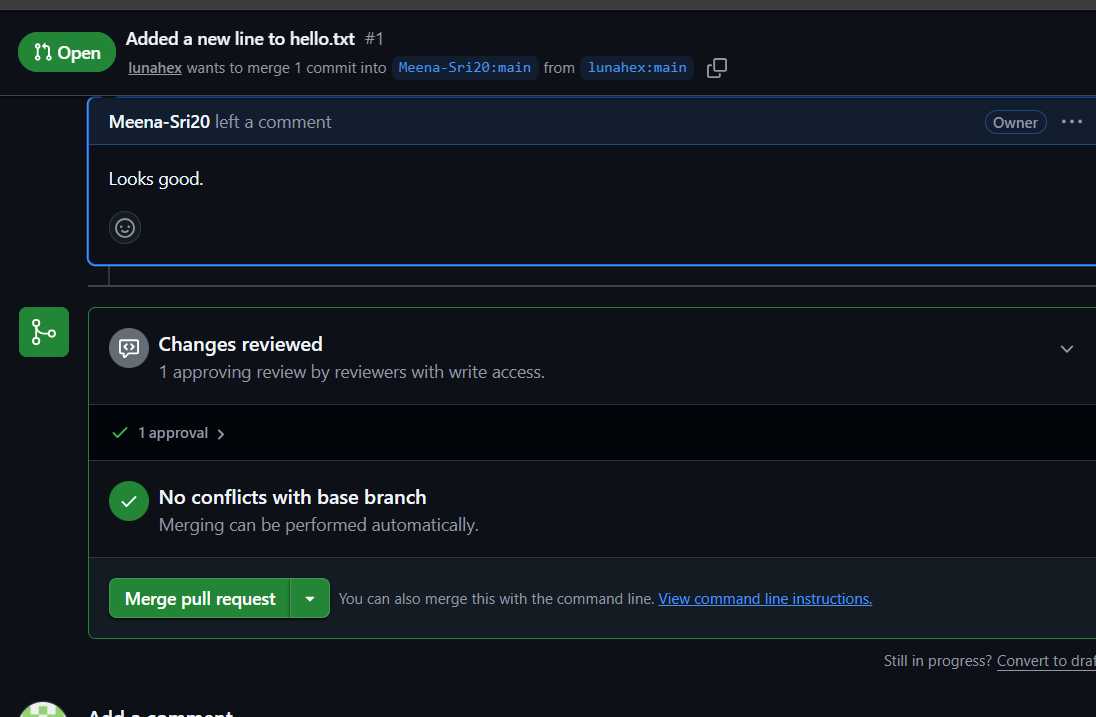 Open
Added a new line to hello.txt #1
lunahex wants to merge 1 commit into Meena-Sri20:main from lunahex:main
Meena-Sri20 left a comment
Owner
Looks good.
Changes reviewed
1 approving review by reviewers with write access.
1 approval
No conflicts with base branch
Merging can be performed automatically.
Merge pull request
You can also merge this with the command line. View command line instructions.
Still in progress? Convert to draf
Add a comment